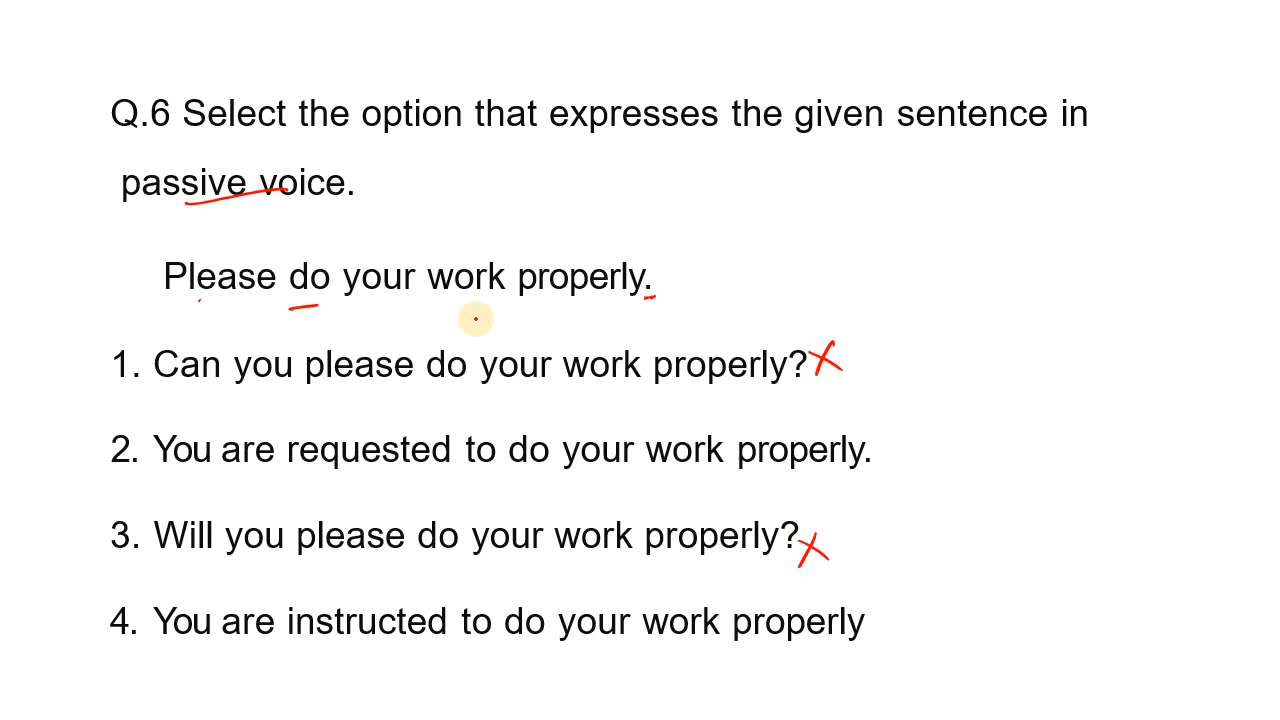 Q.6 Select the option that expresses the given sentence in
passive voice.
Please do your work properly.
1. Can you please do your work properly?
2. You are requested to do your work properly.
3. Will you please do your work properly?
4. You are instructed to do your work properly